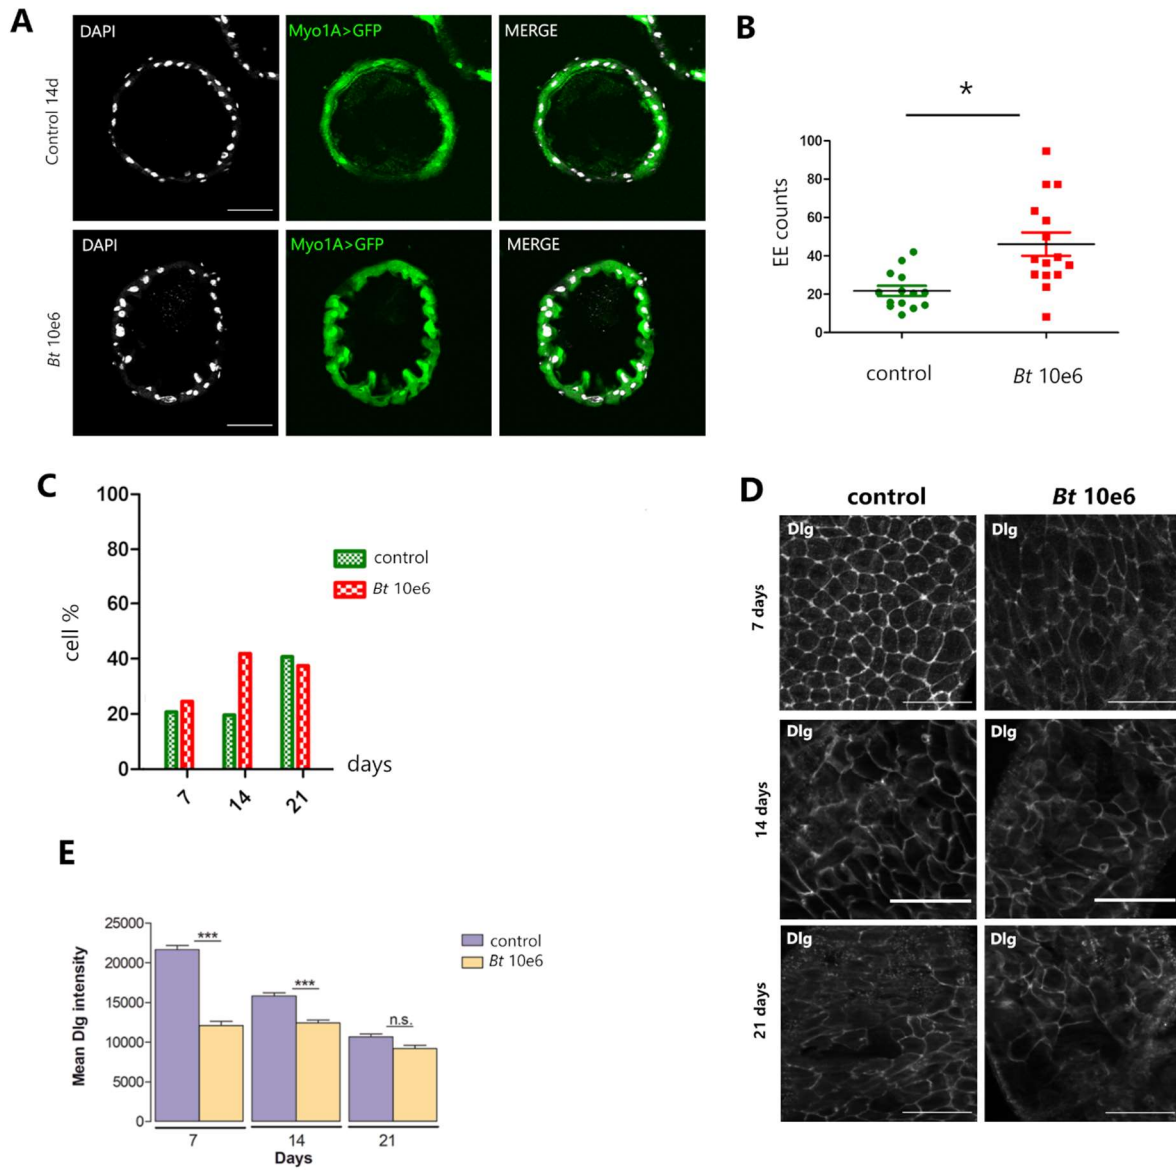 A
DAPI
Myo1A>GFP
MERGE
Control 14d
DAPI
Myo1A>GFP
MERGE
Bt 10e6
B
*
100
80
60
40
20
0
EE counts
control
Bt 10e6
C
100
80
60
40
20
0
cell %
control
Bt 10e6
7
14
21
days
D
control
Bt 10e6
7 days
Dlg
Dlg
14 days
Dlg
Dlg
21 days
Dlg
Dlg
E
25000
20000
15000
10000
5000
0
Mean Dlg intensity
***
***
n.s.
control
Bt 10e6
7
14
21
Days